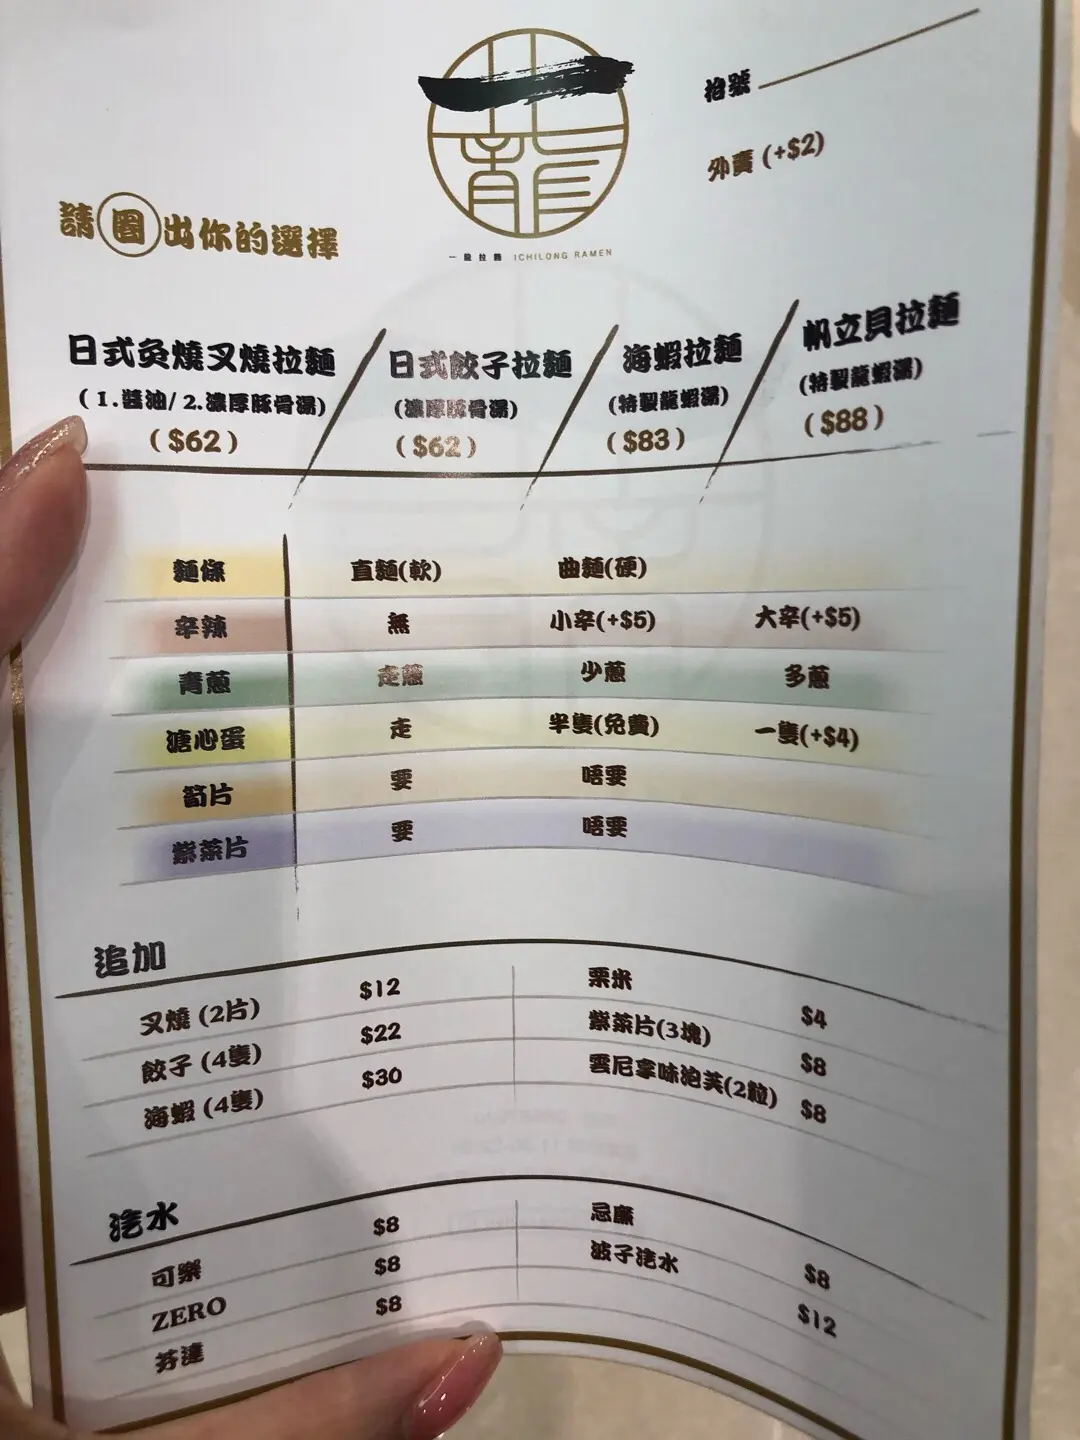 一龍
枱號
外賣 (+$2)
請圈出你的選擇
一龍拉麵 ICHILONG RAMEN
日式炙燒叉燒拉麵
(1.醬油/2.濃厚豚骨湯)
($62)
日式餃子拉麵
(濃厚豚骨湯)
($62)
海蝦拉麵
(特製龍蝦湯)
($83)
帆立貝拉麵
(特製龍蝦湯)
($88)
麵條 直麵(軟) 曲麵(硬)
辛辣 無 小辛(+$5) 大辛(+$5)
青蔥 走蔥 少蔥 多蔥
溏心蛋 走 半隻(免費) 一隻(+$4)
筍片 要 唔要
紫菜片 要 唔要
追加
叉燒 (2片) $12
餃子 (4隻) $22
海蝦 (4隻) $30
粟米 $4
紫菜片(3塊) $8
雲尼拿味泡芙(2粒) $8
汽水
可樂 $8
ZERO $8
芬達 $8
忌廉 $8
波子汽水 $12